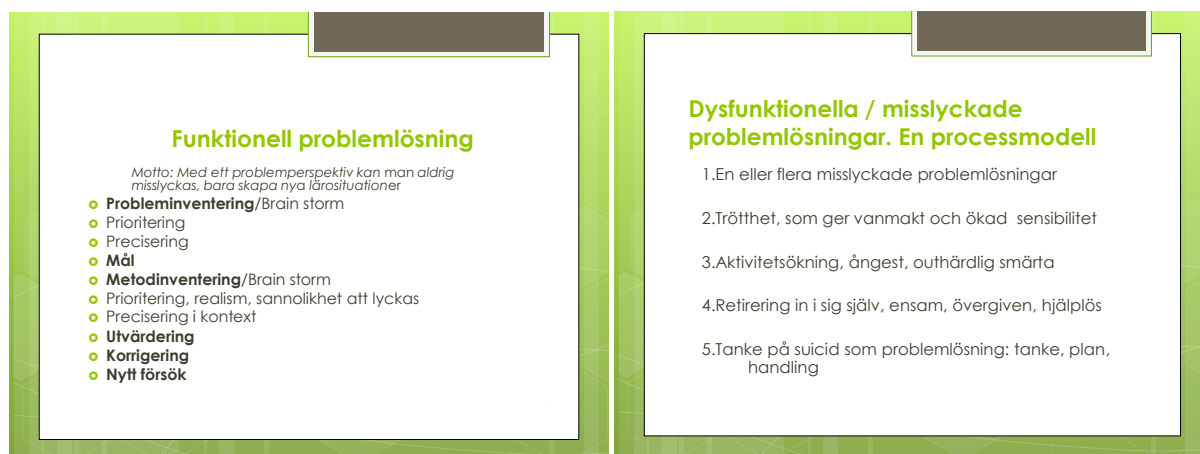 Funktionell problemlösning
Motto: Med ett problemperspektiv kan man aldrig
misslyckas, bara skapa nya lärosituationer
Probleminventering/Brain storm
Prioritering
Precisering
Mål
Metodinventering/Brain storm
Prioritering, realism, sannolikhet att lyckas
Precisering i kontext
Utvärdering
Korrigering
Nytt försök
Dysfunktionella / misslyckade
problemlösningar. En processmodell
1.En eller flera misslyckade problemlösningar
2.Trötthet, som ger vanmakt och ökad sensibilitet
3.Aktivitetsökning, ångest, outhärdlig smärta
4.Retirering in i sig själv, ensam, övergiven, hjälplös
5.Tanke på suicid som problemlösning: tanke, plan,
handling